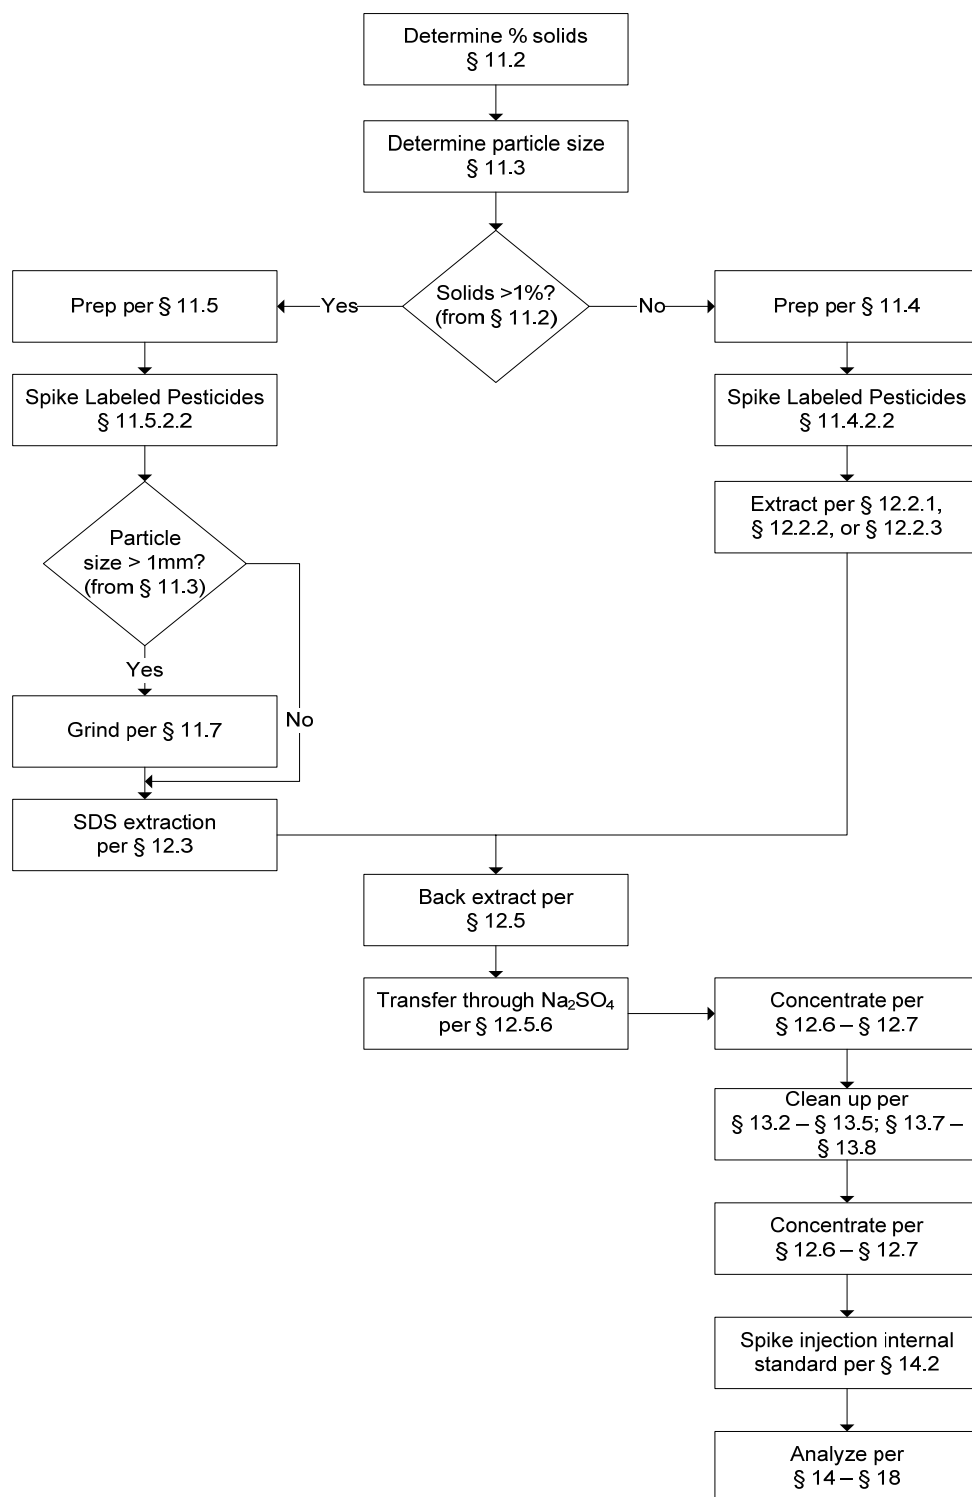 Determine % solids
§ 11.2
Determine particle size
§ 11.3
Solids >1%?
(from § 11.2)
Yes
No
Prep per § 11.5
Prep per § 11.4
Spike Labeled Pesticides
§ 11.5.2.2
Spike Labeled Pesticides
§ 11.4.2.2
Particle
size > 1mm?
(from § 11.3)
Extract per § 12.2.1,
§ 12.2.2, or § 12.2.3
Yes
No
Grind per § 11.7
SDS extraction
per § 12.3
Back extract per
§ 12.5
Transfer through Na₂SO₄
per § 12.5.6
Concentrate per
§ 12.6 – § 12.7
Clean up per
§ 13.2 – § 13.5; § 13.7 –
§ 13.8
Concentrate per
§ 12.6 – § 12.7
Spike injection internal
standard per § 14.2
Analyze per
§ 14 – § 18